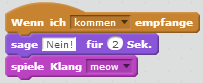 Wenn ich kommen empfange
sage Nein! für 2 Sek.
spiele Klang meow